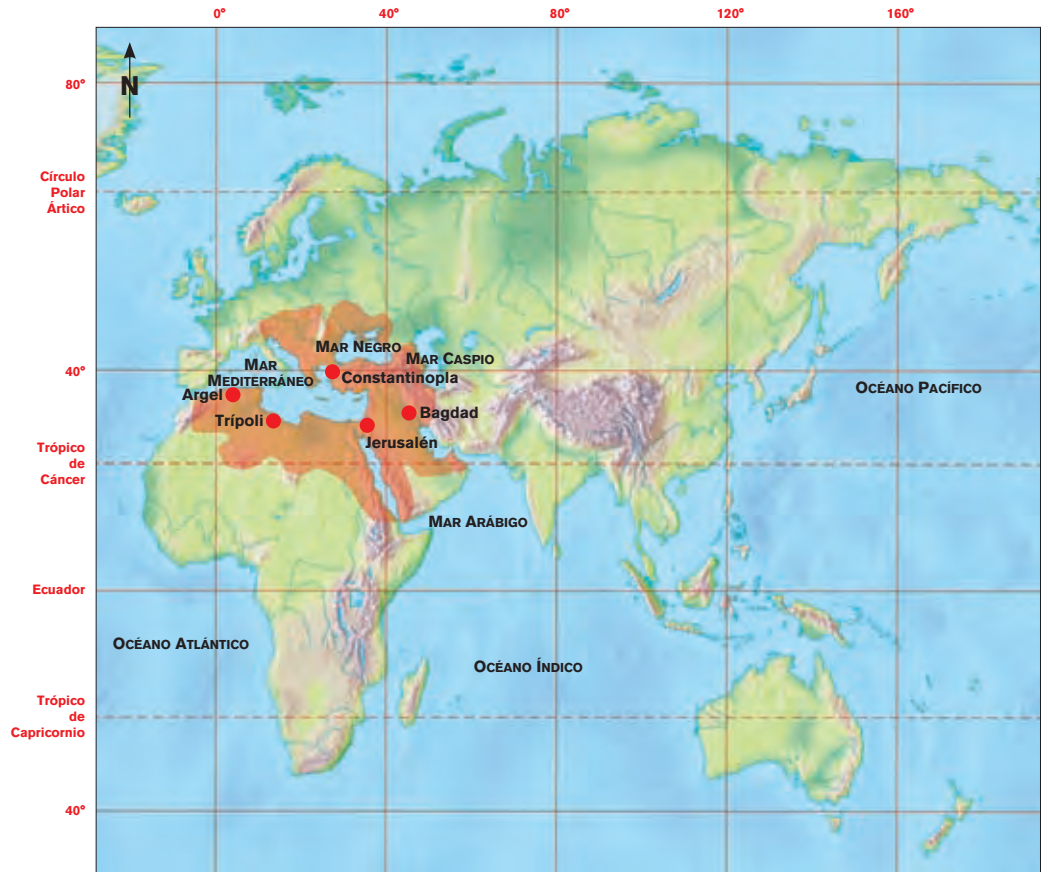 0°
40°
80°
120°
160°
N
80°
Círculo
Polar
Ártico
MAR NEGRO
MAR CASPIO
40°
MAR
MEDITERRÁNEO
Constantinopla
OCÉANO PACÍFICO
Argel
Bagdad
Trípoli
Jerusalén
Trópico
de
Cáncer
MAR ARÁBIGO
Ecuador
OCÉANO ATLÁNTICO
OCÉANO ÍNDICO
Trópico
de
Capricornio
40°